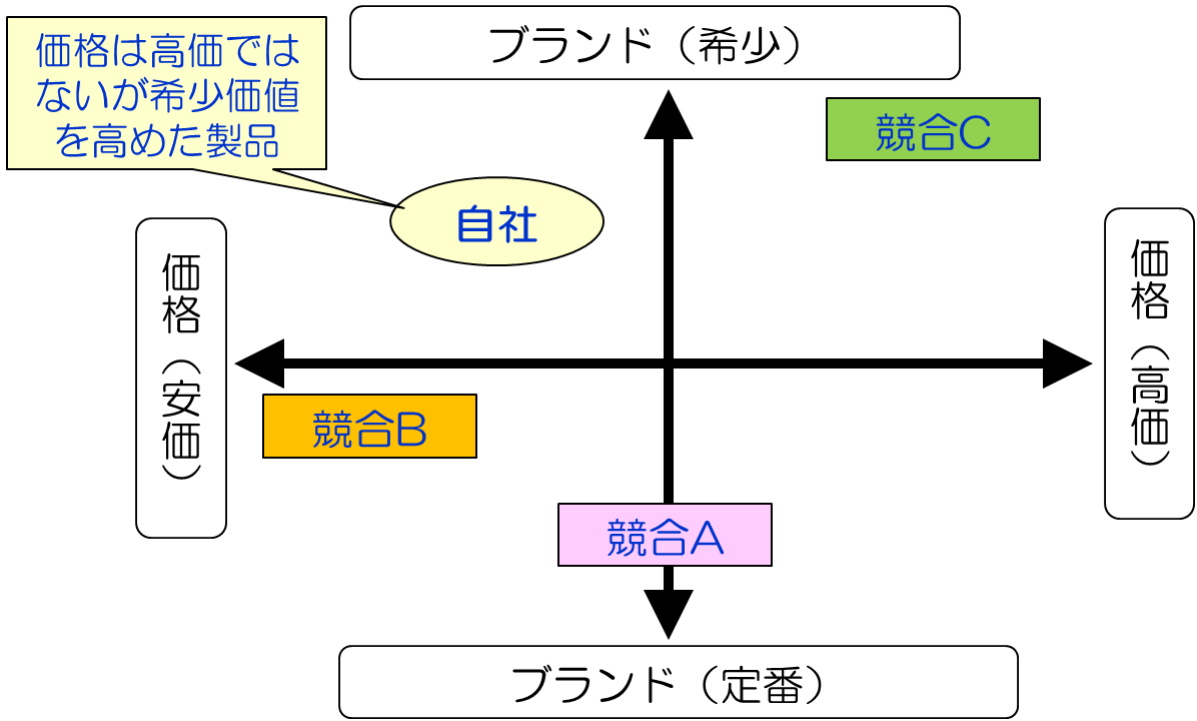 ブランド（希少）
価格は高価では
ないが希少価値
を高めた製品
競合C
自社
価格（安価）
価格（高価）
競合B
競合A
ブランド（定番）